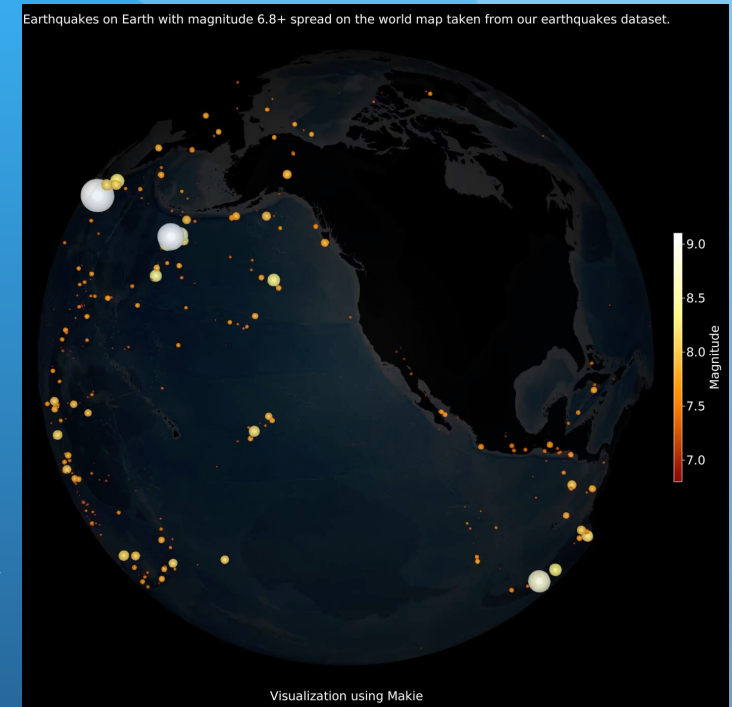 Earthquakes on Earth with magnitude 6.8+ spread on the world map taken from our earthquakes dataset.
9.0
8.5
8.0
7.5
7.0
Magnitude
Visualization using Makie